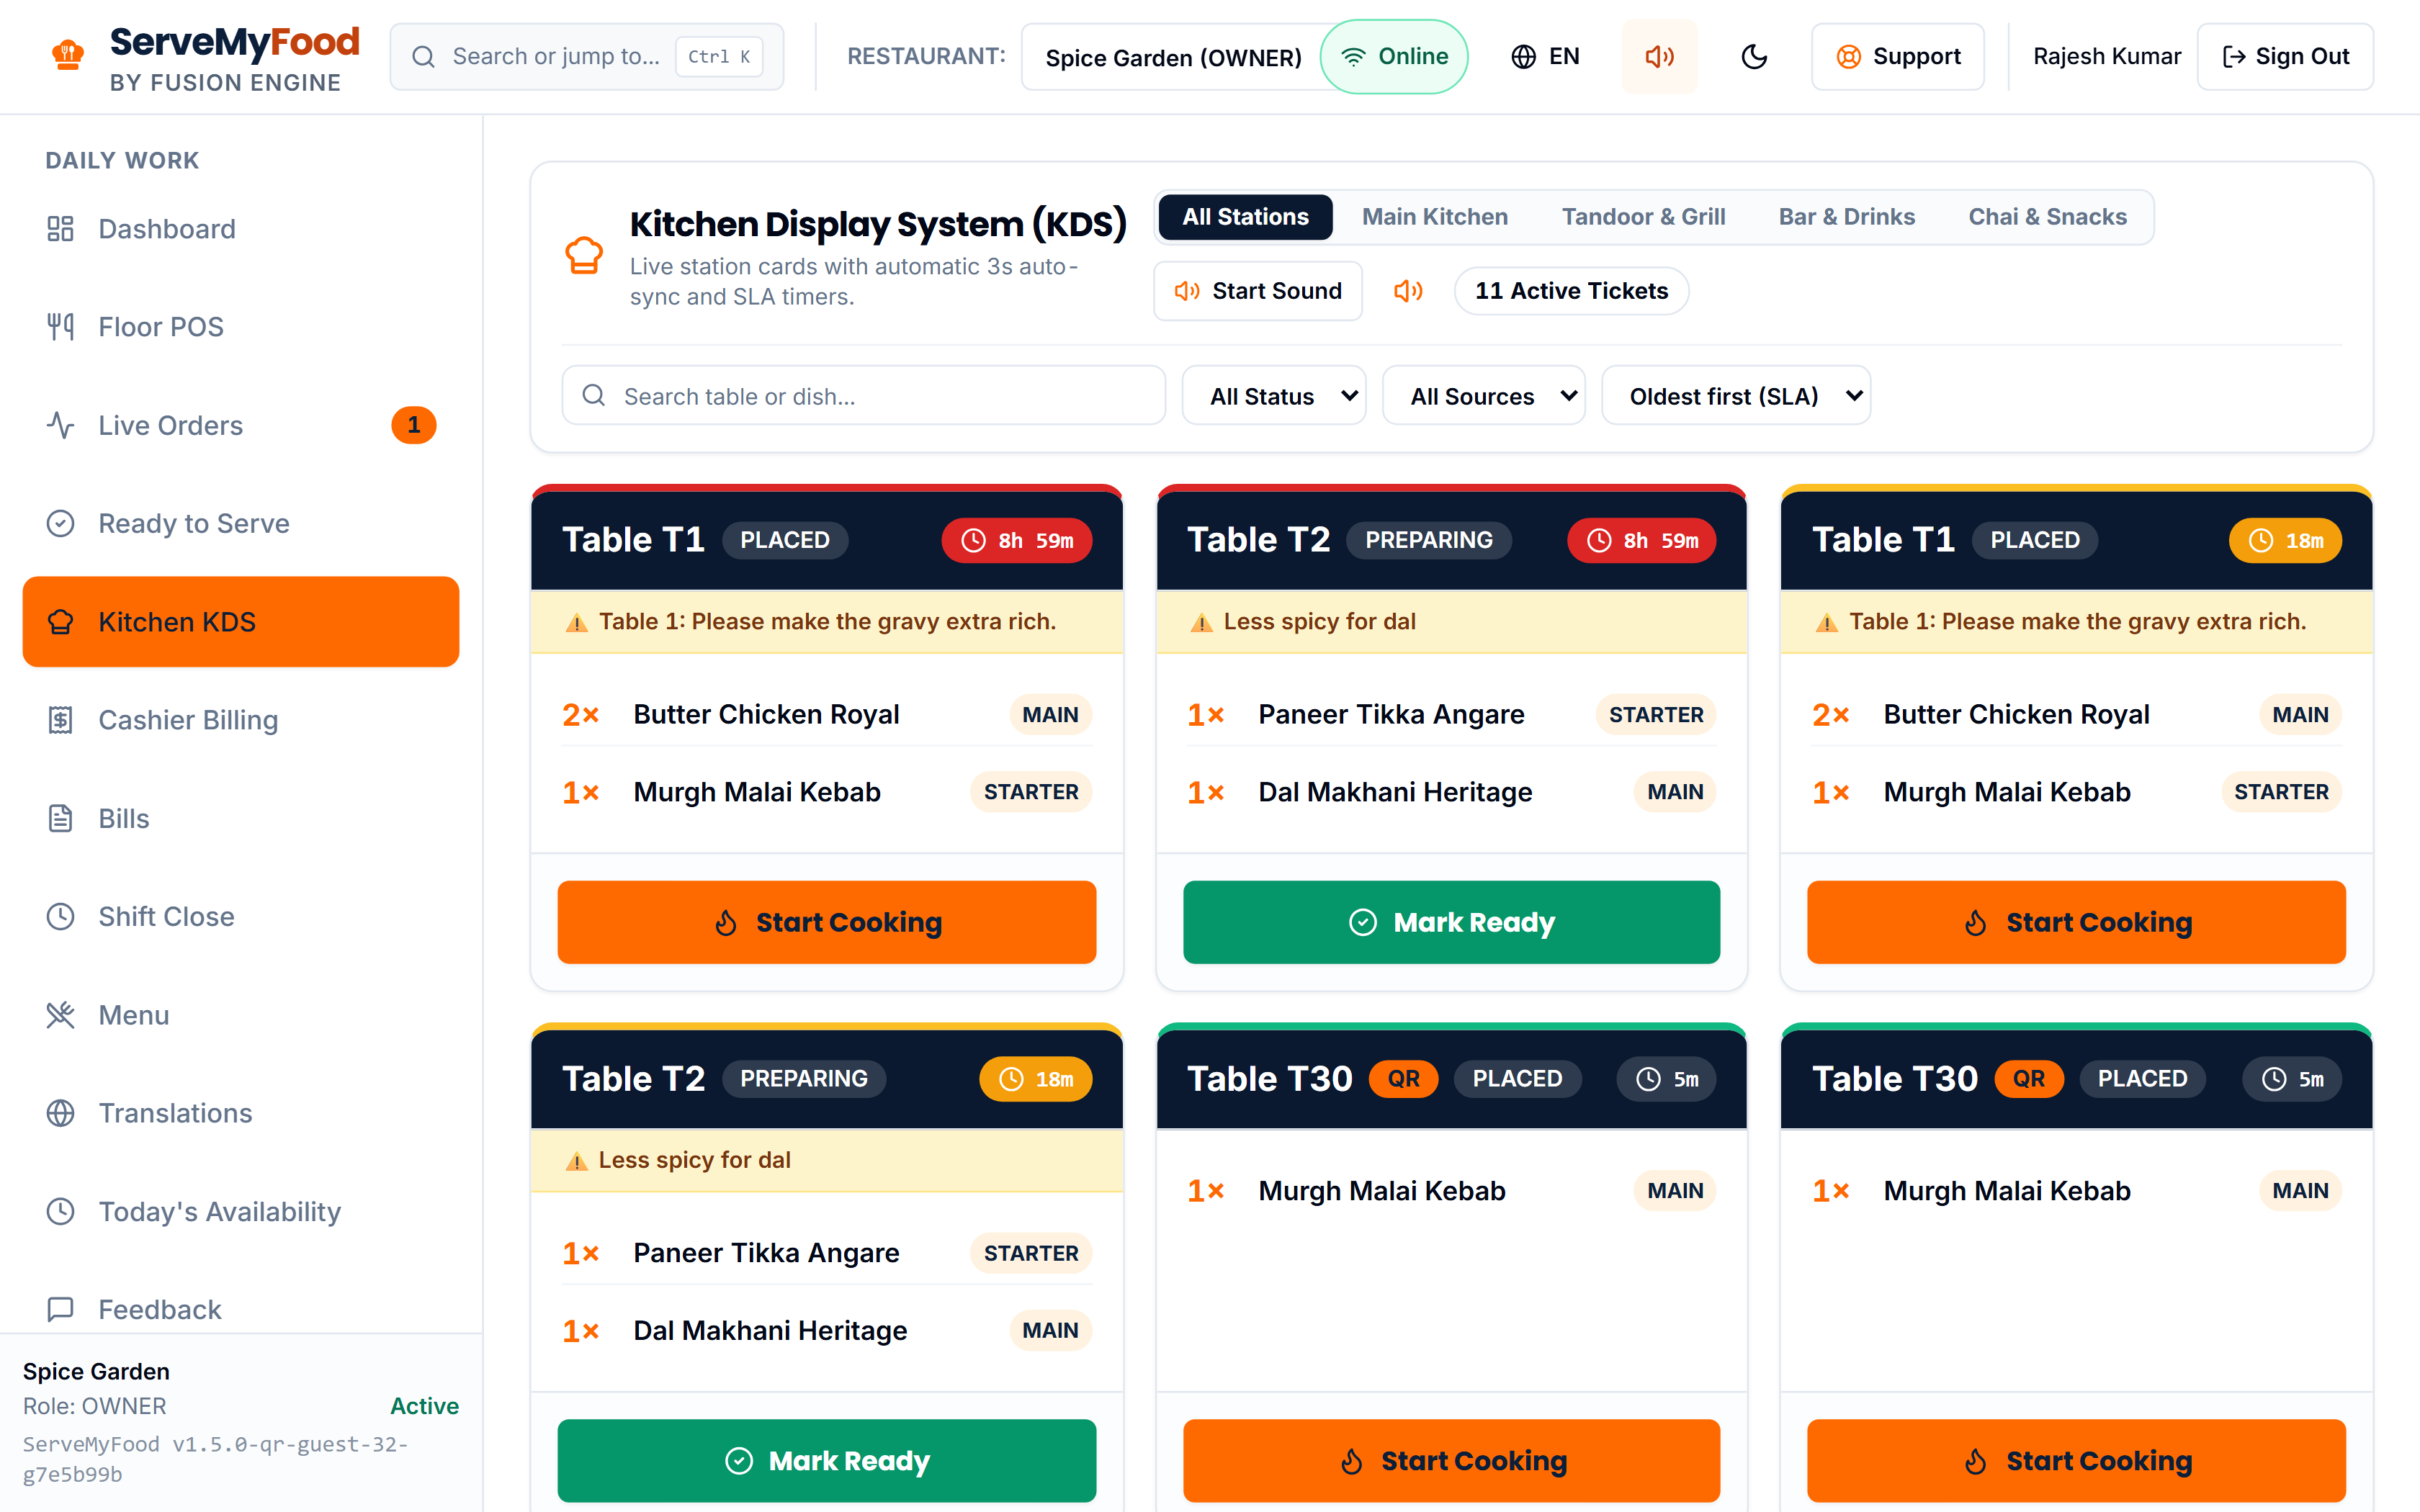 ServeMyFood
BY FUSION ENGINE
Search or jump to... Ctrl K
RESTAURANT: Spice Garden (OWNER) Online EN Support Rajesh Kumar Sign Out
DAILY WORK
Dashboard
Floor POS
Live Orders 1
Ready to Serve
Kitchen KDS
Cashier Billing
Bills
Shift Close
Menu
Translations
Today's Availability
Feedback
Spice Garden
Role: OWNER Active
ServeMyFood v1.5.0-qr-guest-32-
g7e5b99b
Kitchen Display System (KDS)
Live station cards with automatic 3s auto-
sync and SLA timers.
All Stations Main Kitchen Tandoor & Grill Bar & Drinks Chai & Snacks
Start Sound 11 Active Tickets
Search table or dish... All Status All Sources Oldest first (SLA)
Table T1 PLACED 8h 59m
Table 1: Please make the gravy extra rich.
2× Butter Chicken Royal MAIN
1× Murgh Malai Kebab STARTER
Start Cooking
Table T2 PREPARING 8h 59m
Less spicy for dal
1× Paneer Tikka Angare STARTER
1× Dal Makhani Heritage MAIN
Mark Ready
Table T1 PLACED 18m
Table 1: Please make the gravy extra rich.
2× Butter Chicken Royal MAIN
1× Murgh Malai Kebab STARTER
Start Cooking
Table T2 PREPARING 18m
Less spicy for dal
1× Paneer Tikka Angare STARTER
1× Dal Makhani Heritage MAIN
Mark Ready
Table T30 QR PLACED 5m
1× Murgh Malai Kebab MAIN
Start Cooking
Table T30 QR PLACED 5m
1× Murgh Malai Kebab MAIN
Start Cooking